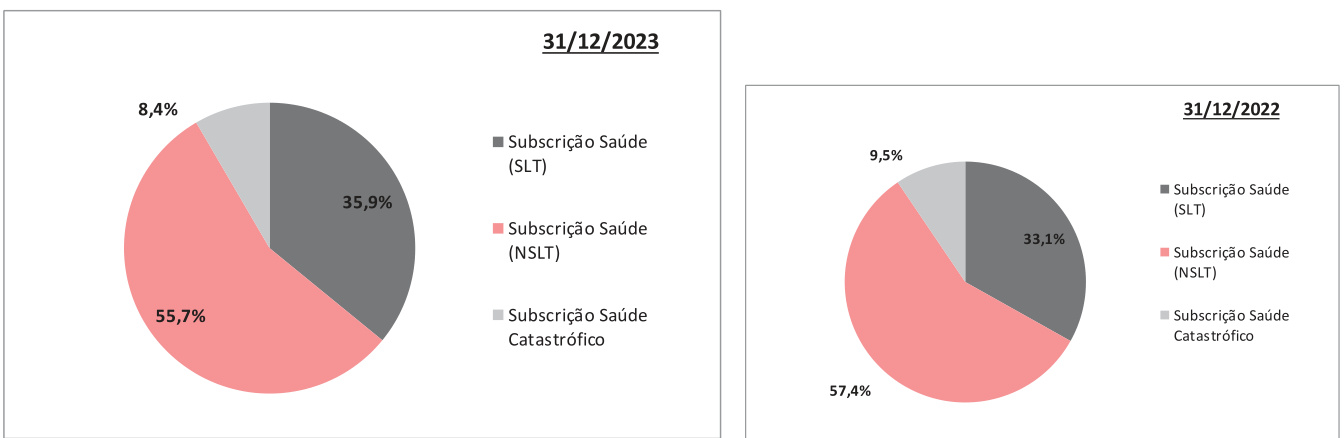 31/12/2023
8,4%
35,9%
55,7%
Subscrição Saúde
(SLT)
Subscrição Saúde
(NSLT)
Subscrição Saúde
Catastrófico
31/12/2022
9,5%
33,1%
57,4%
Subscrição Saúde
(SLT)
Subscrição Saúde
(NSLT)
Subscrição Saúde
Catastrófico